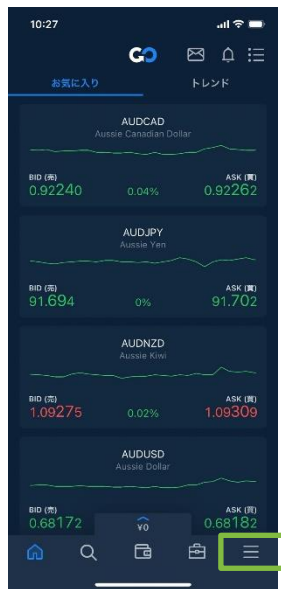 10:27
GO
お気に入り トレンド
AUDCAD
Aussie Canadian Dollar
BID (売) ASK (買)
0.92240 0.04% 0.92262
AUDJPY
Aussie Yen
BID (売) ASK (買)
91.694 0% 91.702
AUDNZD
Aussie Kiwi
BID (売) ASK (買)
1.09275 0.02% 1.09309
AUDUSD
Aussie Dollar
BID (売) ASK (買)
0.68172 ¥0 0.68182